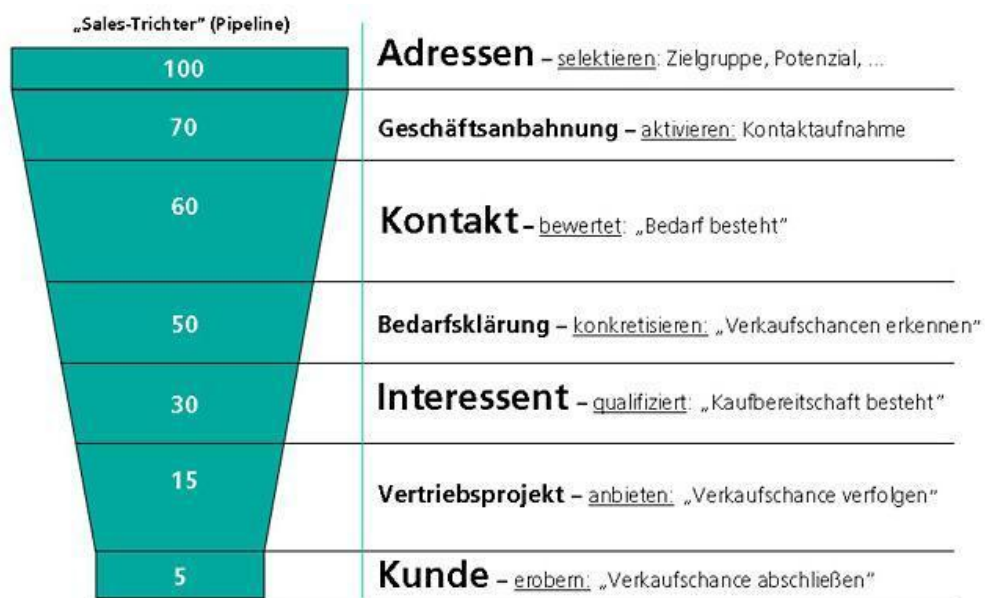 „Sales-Trichter” (Pipeline)
100
Adressen – selektieren: Zielgruppe, Potenzial, ...
70
Geschäftsanbahnung – aktivieren: Kontaktaufnahme
60
Kontakt – bewertet: „Bedarf besteht”
50
Bedarfsklärung – konkretisieren: „Verkaufschancen erkennen”
30
Interessent – qualifiziert: „Kaufbereitschaft besteht”
15
Vertriebsprojekt – anbieten: „Verkaufschance verfolgen”
5
Kunde – erobern: „Verkaufschance abschließen”